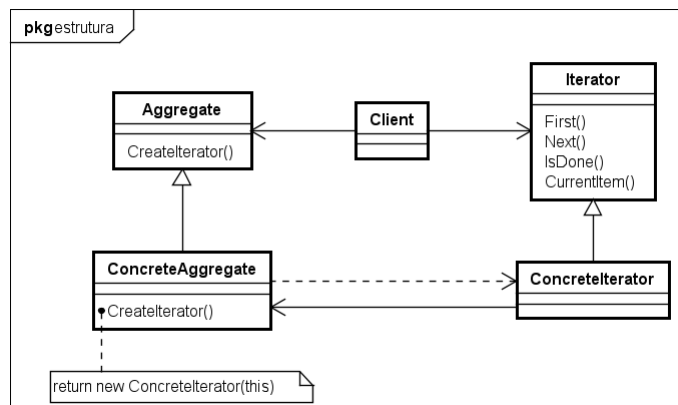 pkg estrutura
Aggregate
CreateIterator()
Client
Iterator
First()
Next()
IsDone()
CurrentItem()
ConcreteAggregate
CreateIterator()
ConcreteIterator
return new ConcreteIterator(this)